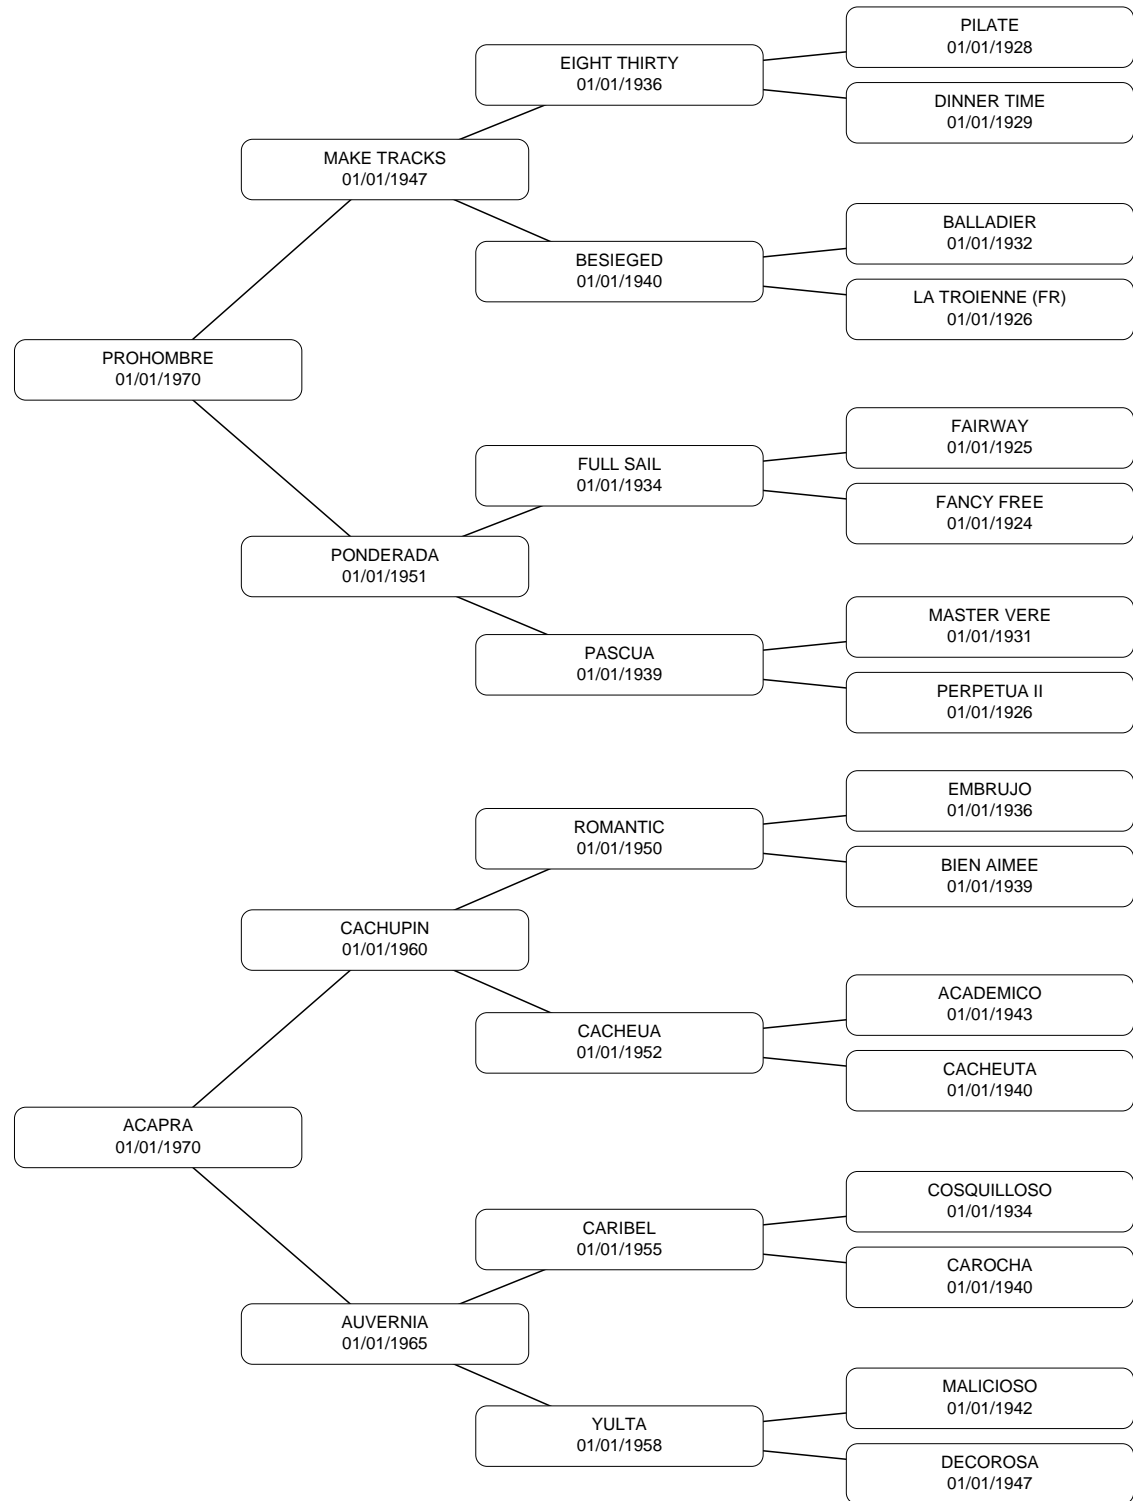 PILATE
01/01/1928
EIGHT THIRTY
01/01/1936
DINNER TIME
01/01/1929
MAKE TRACKS
01/01/1947
BALLADIER
01/01/1932
BESIEGED
01/01/1940
LA TROIENNE (FR)
01/01/1926
PROHOMBRE
01/01/1970
FAIRWAY
01/01/1925
FULL SAIL
01/01/1934
FANCY FREE
01/01/1924
PONDERADA
01/01/1951
MASTER VERE
01/01/1931
PASCUA
01/01/1939
PERPETUA II
01/01/1926
EMBRUJO
01/01/1936
ROMANTIC
01/01/1950
BIEN AIMEE
01/01/1939
CACHUPIN
01/01/1960
ACADEMICO
01/01/1943
CACHEUA
01/01/1952
CACHEUTA
01/01/1940
ACAPRA
01/01/1970
COSQUILLOSO
01/01/1934
CARIBEL
01/01/1955
CAROCHA
01/01/1940
AUVERNIA
01/01/1965
MALICIOSO
01/01/1942
YULTA
01/01/1958
DECOROSA
01/01/1947